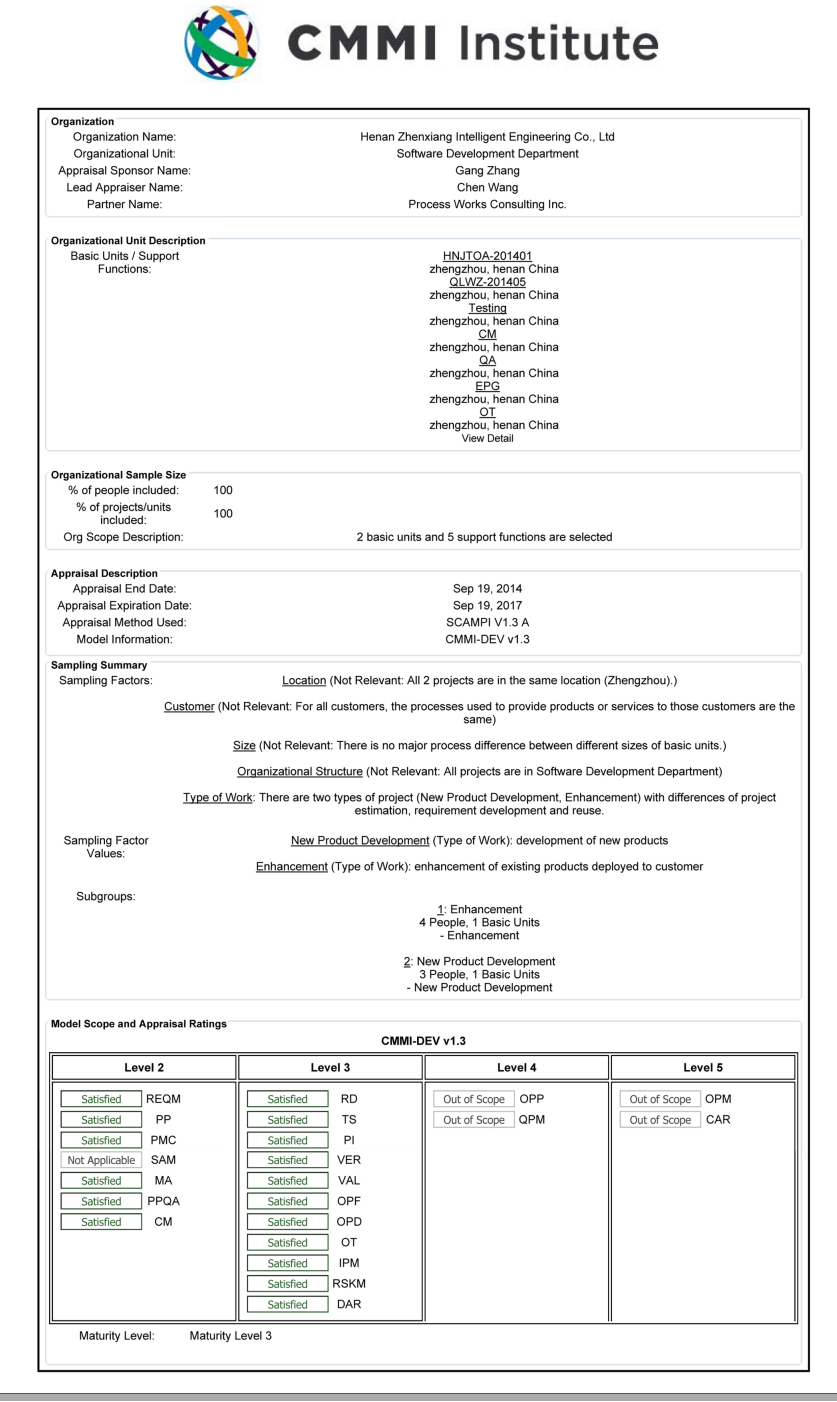 CMMI Institute
Organization
Organization Name: Henan Zhenxiang Intelligent Engineering Co., Ltd
Organizational Unit: Software Development Department
Appraisal Sponsor Name: Gang Zhang
Lead Appraiser Name: Chen Wang
Partner Name: Process Works Consulting Inc.
Organizational Unit Description
Basic Units / Support Functions:
HNJTOA-201401
zhengzhou, henan China
QLWZ-201405
zhengzhou, henan China
Testing
zhengzhou, henan China
CM
zhengzhou, henan China
QA
zhengzhou, henan China
EPG
zhengzhou, henan China
OT
zhengzhou, henan China
View Detail
Organizational Sample Size
% of people included: 100
% of projects/units included: 100
Org Scope Description: 2 basic units and 5 support functions are selected
Appraisal Description
Appraisal End Date: Sep 19, 2014
Appraisal Expiration Date: Sep 19, 2017
Appraisal Method Used: SCAMPI V1.3 A
Model Information: CMMI-DEV v1.3
Sampling Summary
Sampling Factors: Location (Not Relevant: All 2 projects are in the same location (Zhengzhou).)
Customer (Not Relevant: For all customers, the processes used to provide products or services to those customers are the
same)
Size (Not Relevant: There is no major process difference between different sizes of basic units.)
Organizational Structure (Not Relevant: All projects are in Software Development Department)
Type of Work: There are two types of project (New Product Development, Enhancement) with differences of project
estimation, requirement development and reuse.
Sampling Factor Values:
New Product Development (Type of Work): development of new products
Enhancement (Type of Work): enhancement of existing products deployed to customer
Subgroups:
1: Enhancement
4 People, 1 Basic Units
- Enhancement
2: New Product Development
3 People, 1 Basic Units
- New Product Development
Model Scope and Appraisal Ratings
CMMI-DEV v1.3
Level 2 Level 3 Level 4 Level 5
Satisfied REQM Satisfied RD Out of Scope OPP Out of Scope OPM
Satisfied PP Satisfied TS Out of Scope QPM Out of Scope CAR
Satisfied PMC Satisfied PI
Not Applicable SAM Satisfied VER
Satisfied MA Satisfied VAL
Satisfied PPQA Satisfied OPF
Satisfied CM Satisfied OPD
Satisfied OT
Satisfied IPM
Satisfied RSKM
Satisfied DAR
Maturity Level: Maturity Level 3